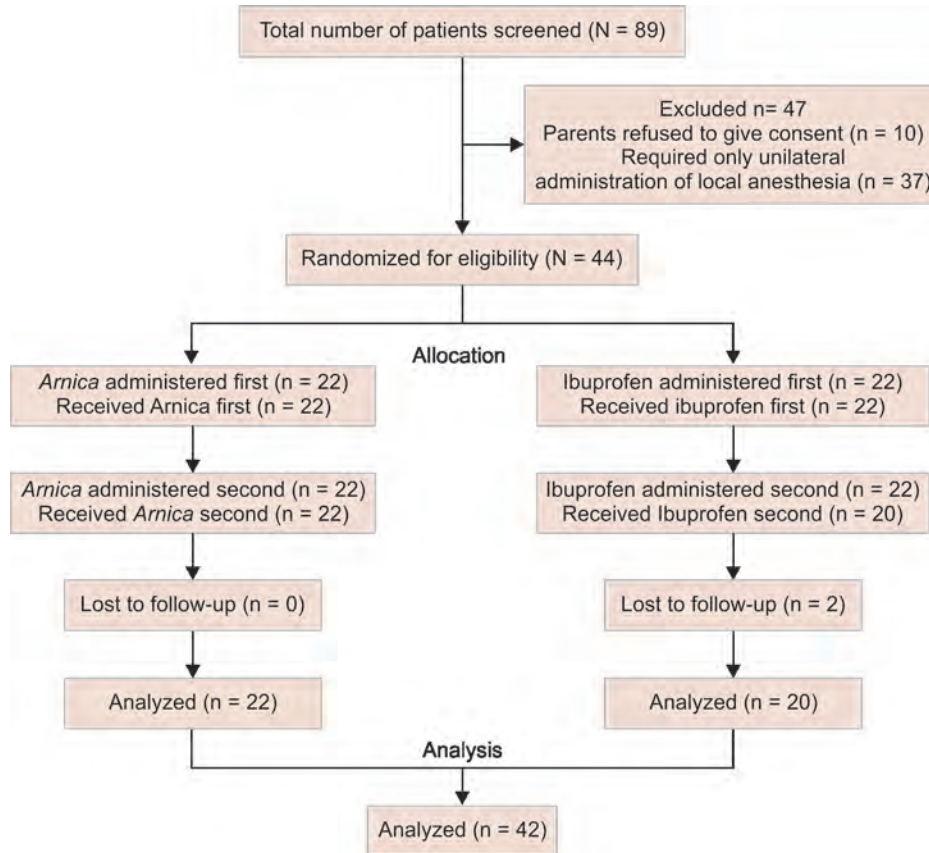 Total number of patients screened (N = 89)
Excluded n= 47
Parents refused to give consent (n = 10)
Required only unilateral
administration of local anesthesia (n = 37)
Randomized for eligibility (N = 44)
Allocation
Arnica administered first (n = 22)
Received Arnica first (n = 22)
Ibuprofen administered first (n = 22)
Received ibuprofen first (n = 22)
Arnica administered second (n = 22)
Received Arnica second (n = 22)
Ibuprofen administered second (n = 22)
Received Ibuprofen second (n = 20)
Lost to follow-up (n = 0)
Lost to follow-up (n = 2)
Analyzed (n = 22)
Analyzed (n = 20)
Analysis
Analyzed (n = 42)